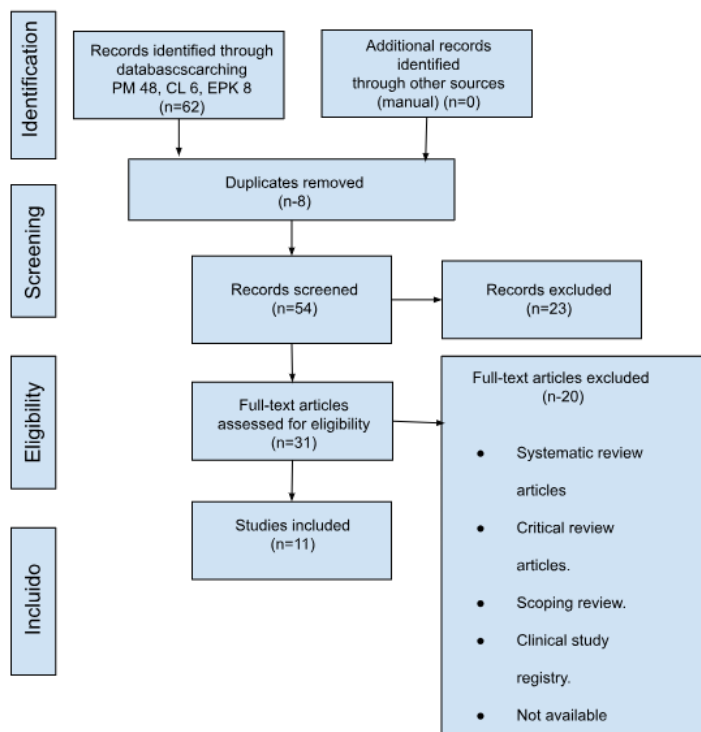 Identification
Records identified through
databascscarching
PM 48, CL 6, EPK 8
(n=62)
Additional records
identified
through other sources
(manual) (n=0)
Duplicates removed
(n-8)
Screening
Records screened
(n=54)
Records excluded
(n=23)
Eligibility
Full-text articles
assessed for eligibility
(n=31)
Full-text articles excluded
(n-20)
● Systematic review
articles
● Critical review
articles.
● Scoping review.
● Clinical study
registry.
● Not available
Incluido
Studies included
(n=11)